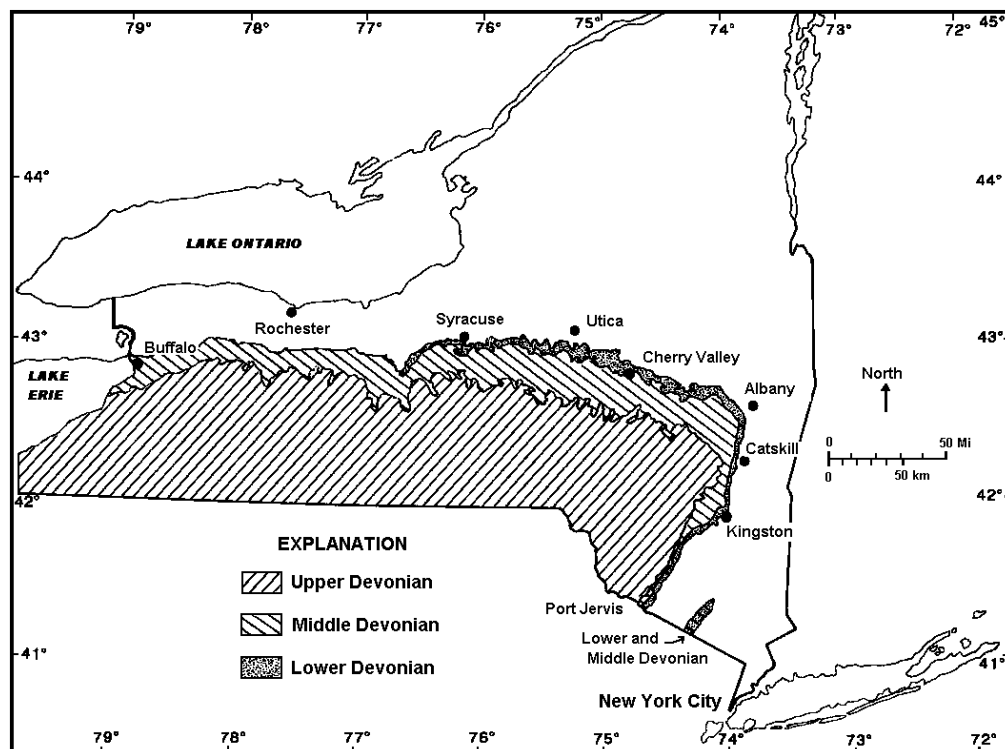 79° 78° 77° 76° 75° 74° 73° 72°
45°
44° 44°
LAKE ONTARIO
Rochester
Syracuse
Utica
43° 43°
Buffalo
Cherry Valley
LAKE
ERIE
Albany
North
Catskill
0 50 Mi
0 50 km
42° 42°
Kingston
EXPLANATION
Upper Devonian
Middle Devonian
Lower Devonian
Port Jervis
Lower and
Middle Devonian
41° 41°
New York City
79° 78° 77° 76° 75° 74° 73° 72°